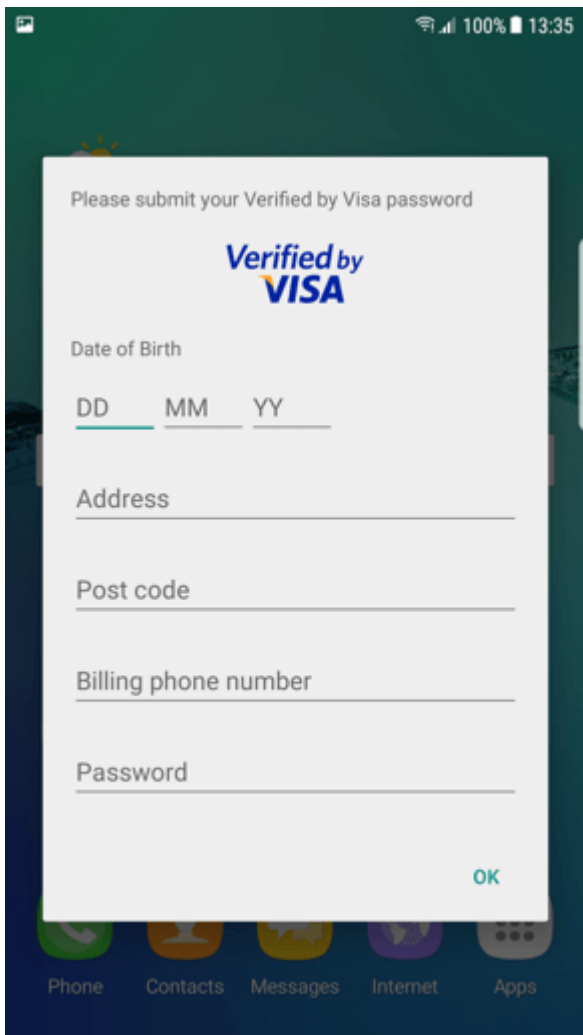 100% 13:35
Please submit your Verified by Visa password
Verified by
VISA
Date of Birth
DD MM YY
Address
Post code
Billing phone number
Password
OK
Phone Contacts Messages Internet Apps